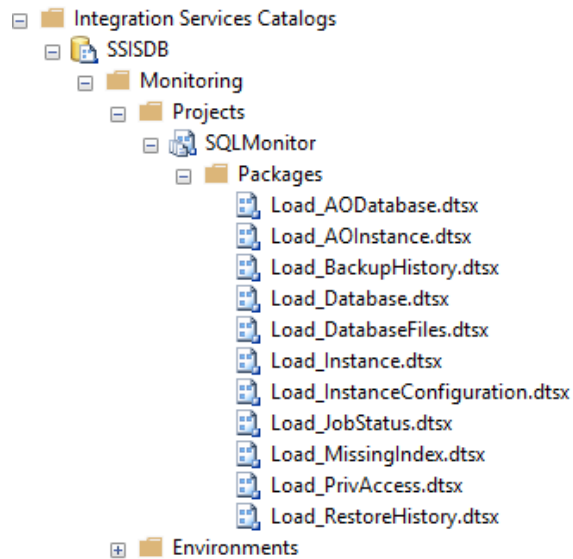 Integration Services Catalogs
SSISDB
Monitoring
Projects
SQLMonitor
Packages
Load_AODatabase.dtsx
Load_AOInstance.dtsx
Load_BackupHistory.dtsx
Load_Database.dtsx
Load_DatabaseFiles.dtsx
Load_Instance.dtsx
Load_InstanceConfiguration.dtsx
Load_JobStatus.dtsx
Load_MissingIndex.dtsx
Load_PrivAccess.dtsx
Load_RestoreHistory.dtsx
Environments